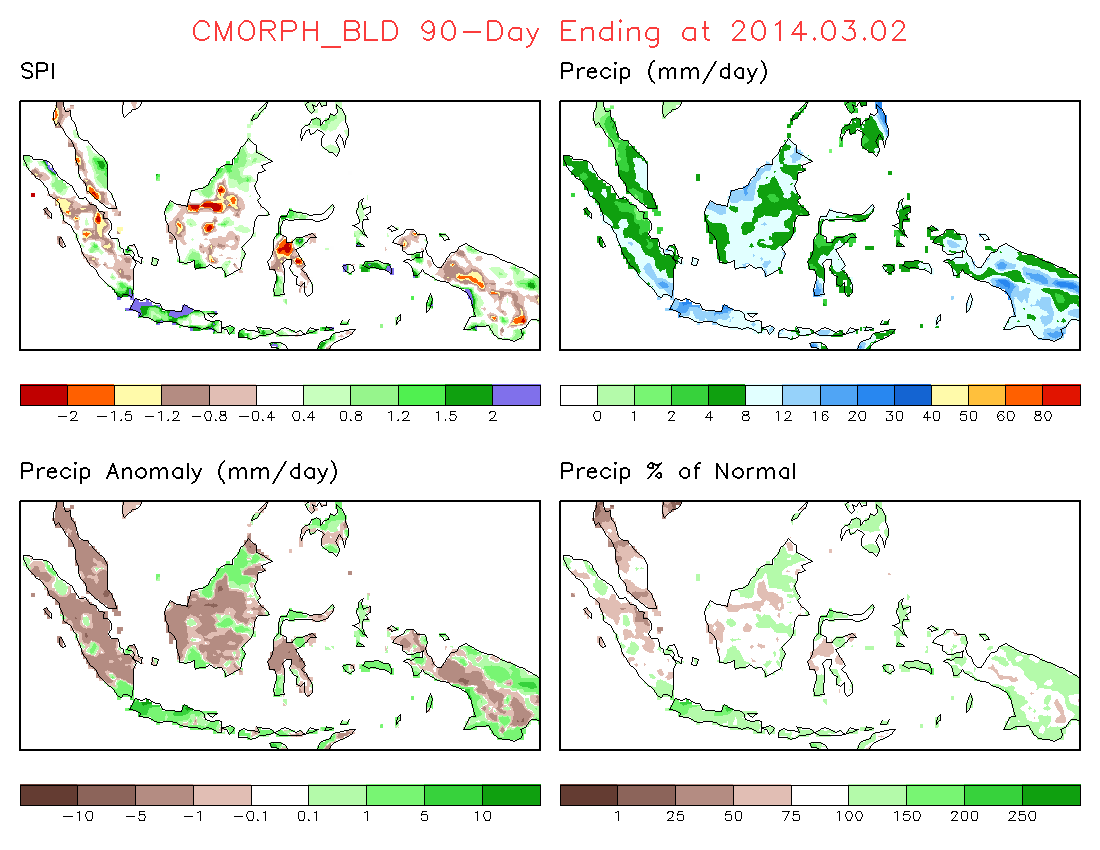 CMORPH_BLD 90-Day Ending at 2014.03.02
SPI
Precip (mm/day)
-2 -1.5 -1.2 -0.8 -0.4 0.4 0.8 1.2 1.5 2
0 1 2 4 8 12 16 20 30 40 50 60 80
Precip Anomaly (mm/day)
Precip % of Normal
-10 -5 -1 -0.1 0.1 1 5 10
1 25 50 75 100 150 200 250